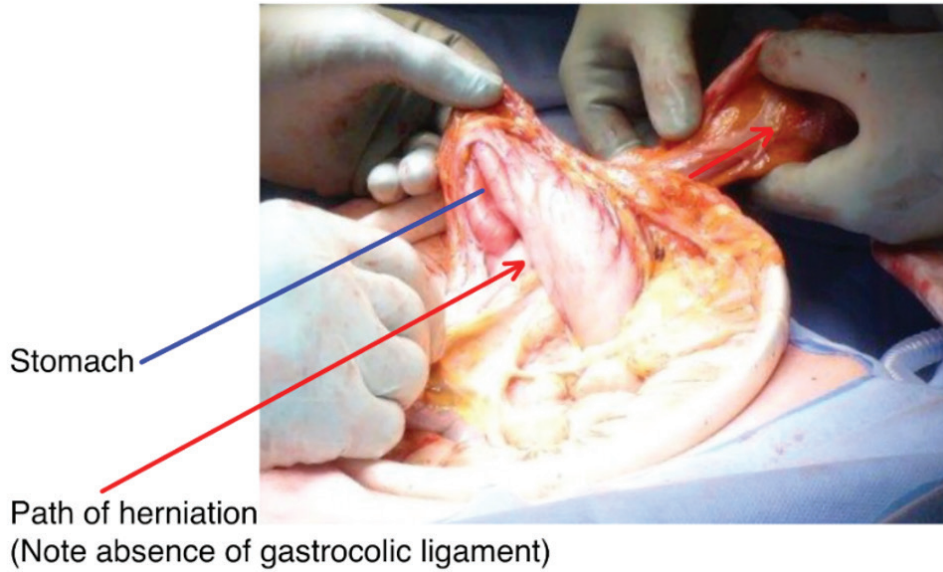 Stomach
Path of herniation
(Note absence of gastrocolic ligament)